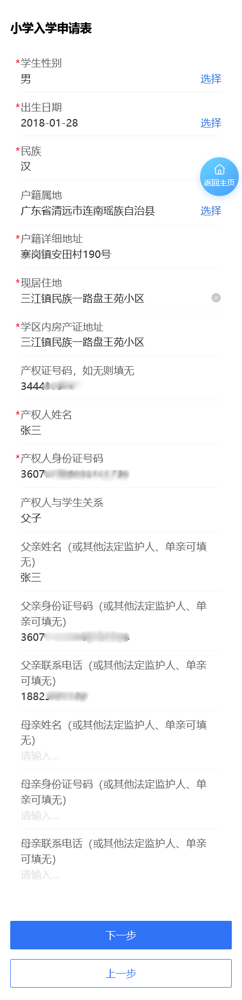 小学入学申请表
*学生性别
男 选择
*出生日期
2018-01-28 选择
*民族
汉
返回主页
户籍属地
广东省清远市连南瑶族自治县 选择
*户籍详细地址
寨岗镇安田村190号
*现居住地
三江镇民族一路盘王苑小区
*学区内房产证地址
三江镇民族一路盘王苑小区
产权证号码，如无则填无
3444
*产权人姓名
张三
*产权人身份证号码
3607
产权人与学生关系
父子
父亲姓名（或其他法定监护人、单亲可填
无）
张三
父亲身份证号码（或其他法定监护人、单
亲可填无）
3607
父亲联系电话（或其他法定监护人、单亲
可填无）
1882
母亲姓名（或其他法定监护人、单亲可填
无）
请输入...
母亲身份证号码（或其他法定监护人、单
亲可填无）
请输入...
母亲联系电话（或其他法定监护人、单亲
可填无）
请输入...
下一步
上一步